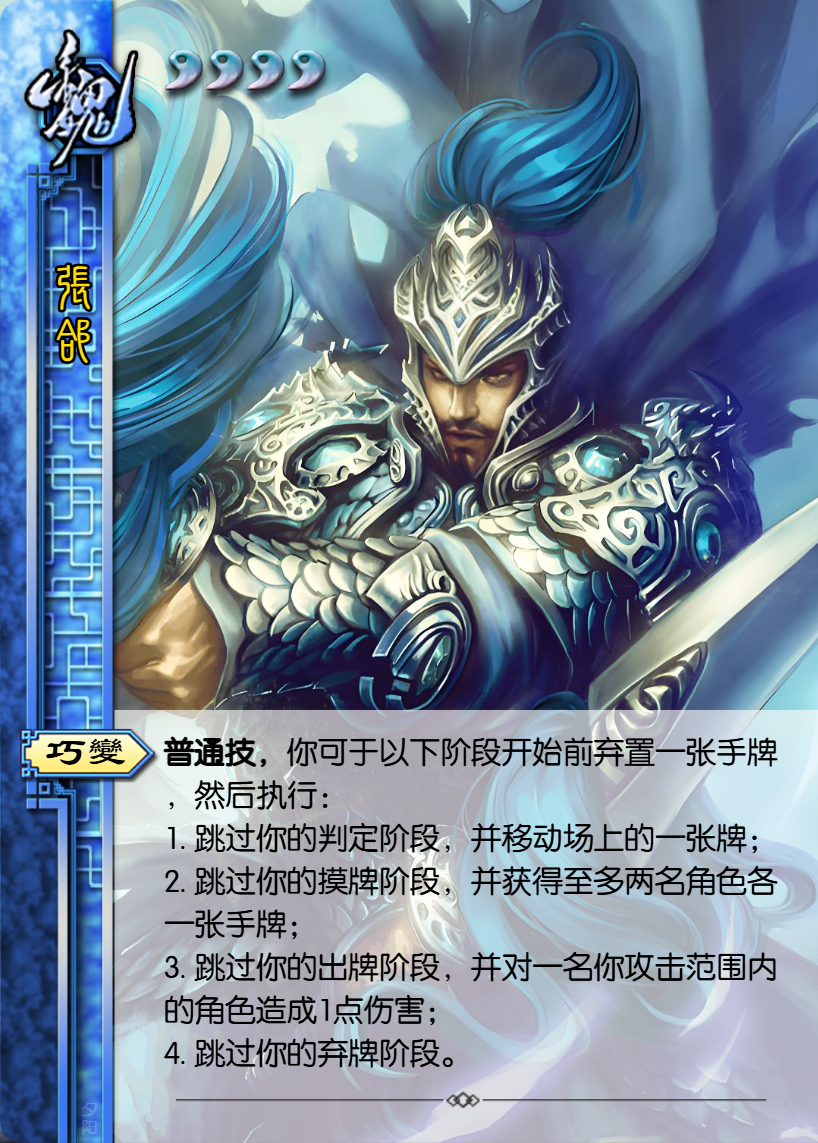 魏
張郃
巧變
普通技，你可于以下阶段开始前弃置一张手牌
，然后执行：
1. 跳过你的判定阶段，并移动场上的一张牌；
2. 跳过你的摸牌阶段，并获得至多两名角色各
一张手牌；
3. 跳过你的出牌阶段，并对一名你攻击范围内
的角色造成1点伤害；
4. 跳过你的弃牌阶段。
夕阳